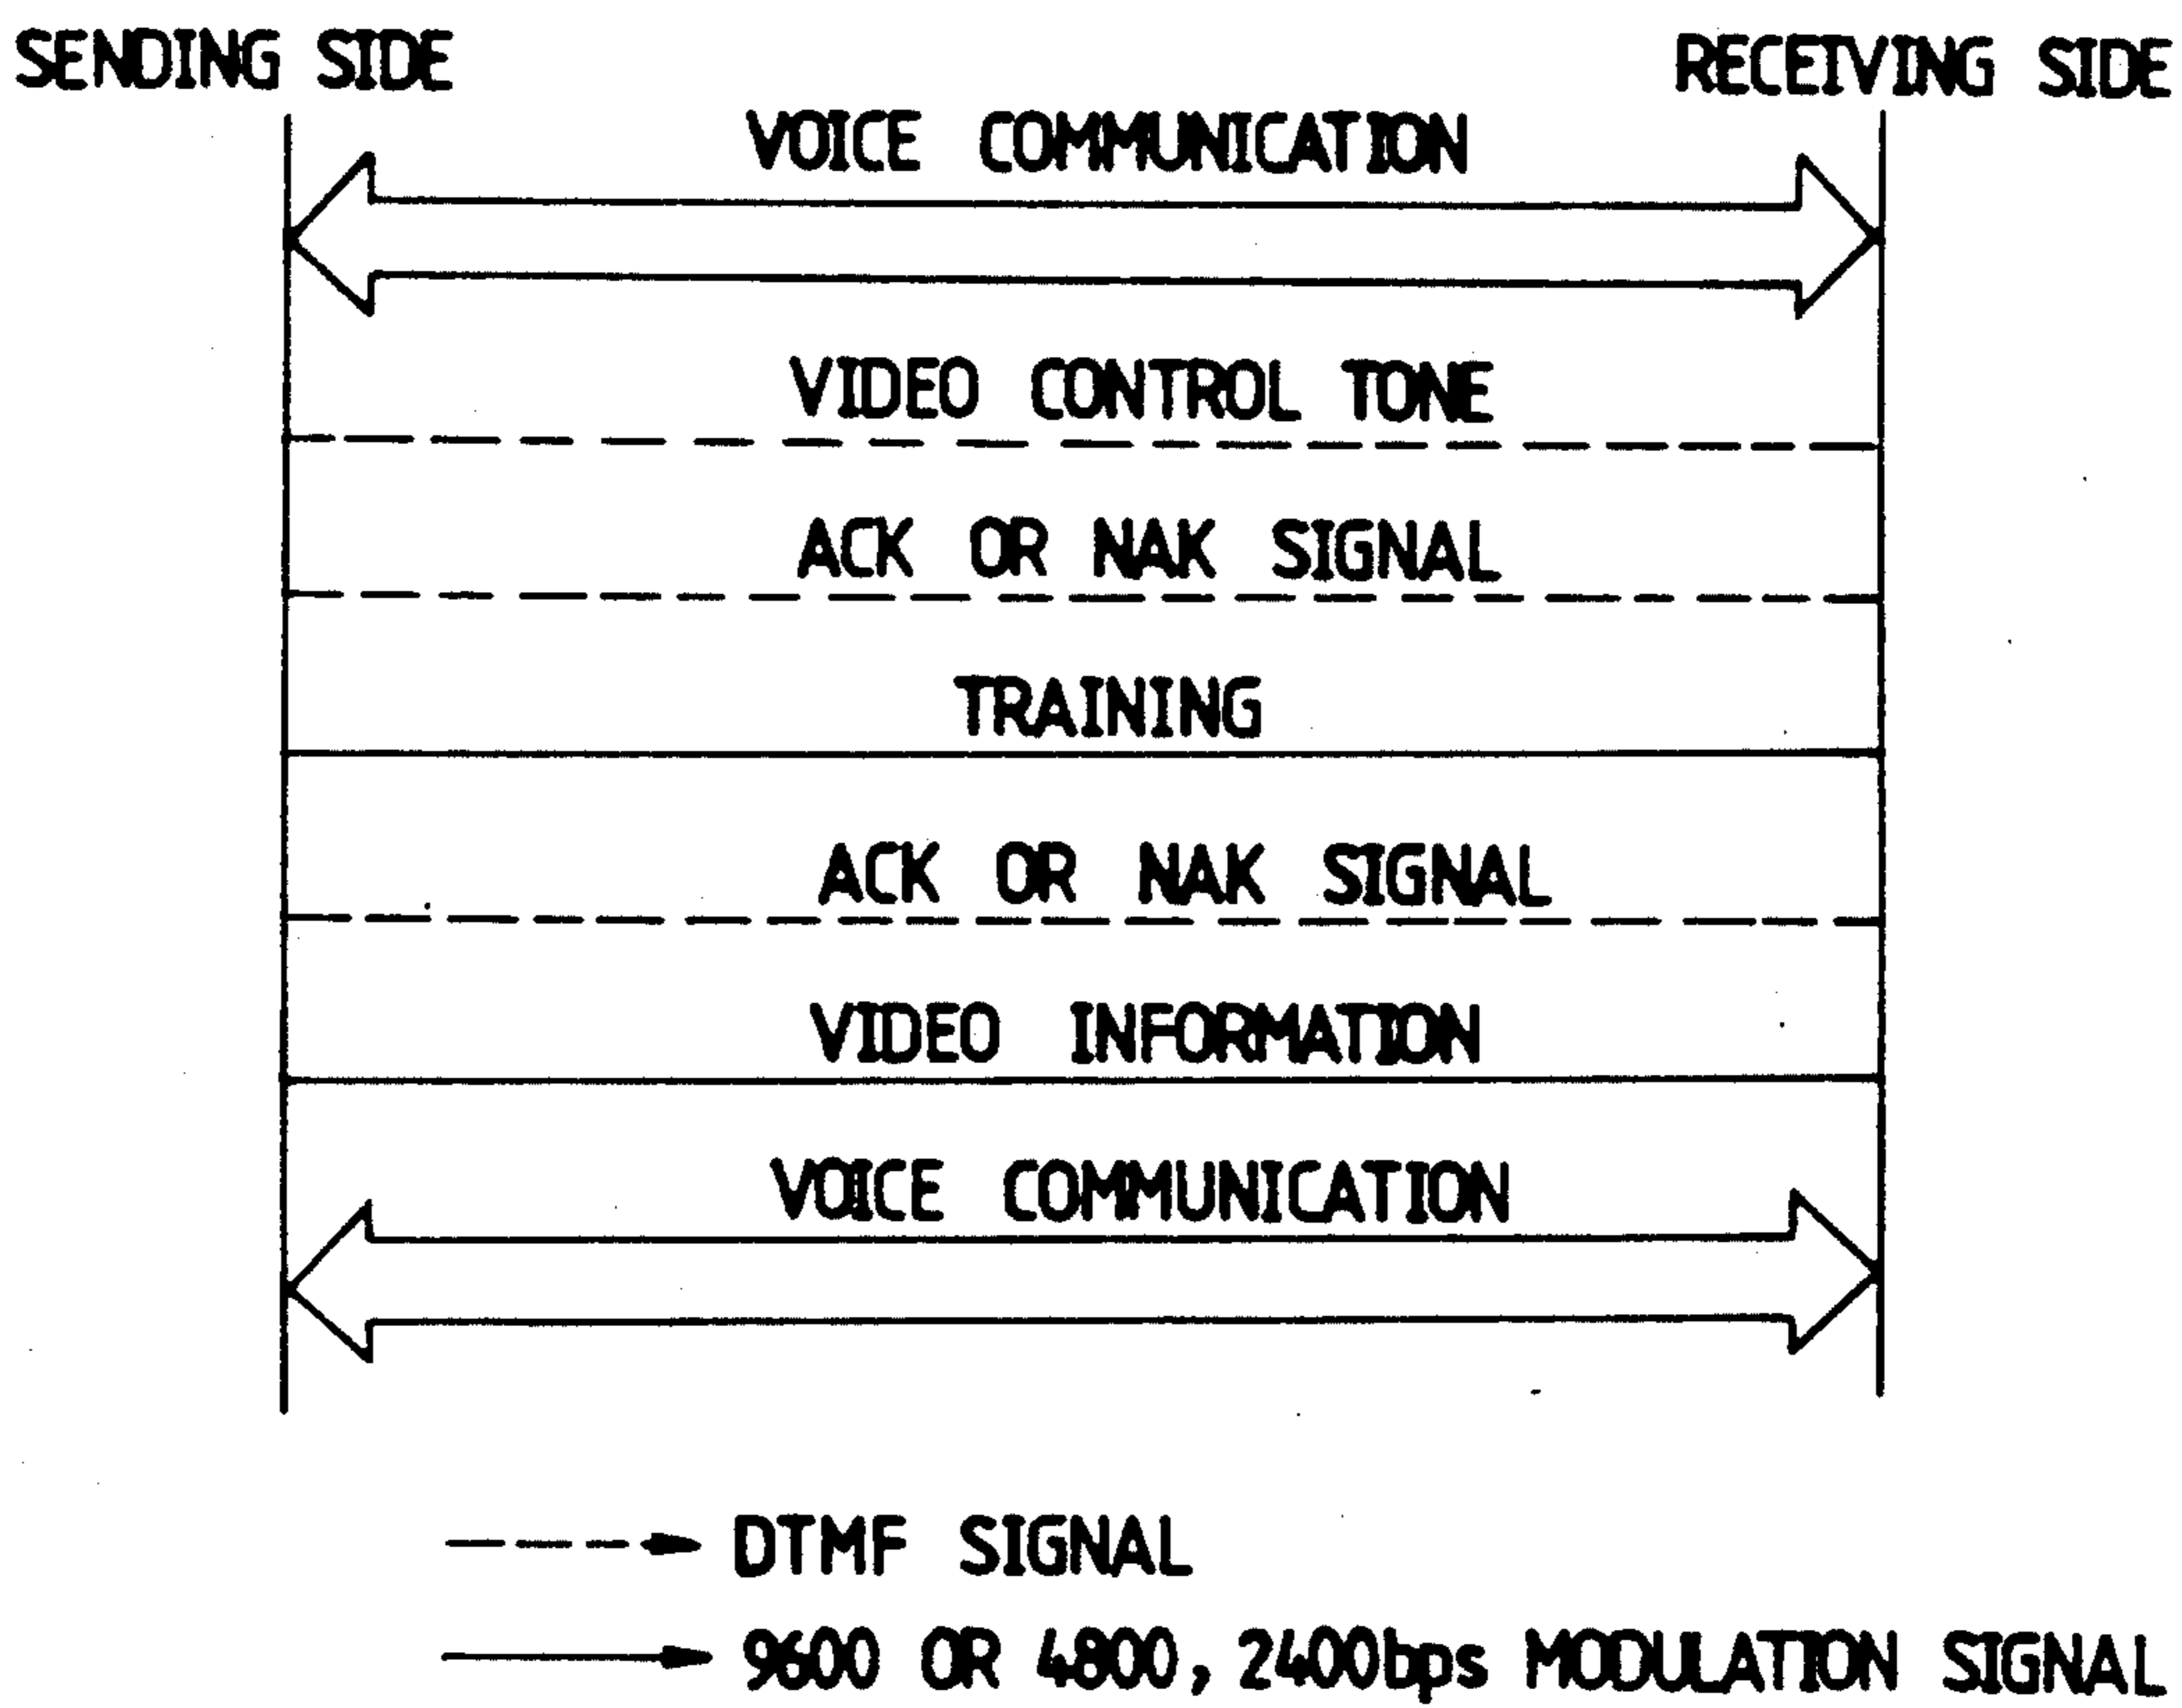 SENDING SIDE
RECEIVING SIDE
VOICE COMMUNICATION
VIDEO CONTROL TONE
ACK OR NAK SIGNAL
TRAINING
ACK OR NAK SIGNAL
VIDEO INFORMATION
VOICE COMMUNICATION
DTMF SIGNAL
9600 OR 4800, 2400bps MODULATION SIGNAL